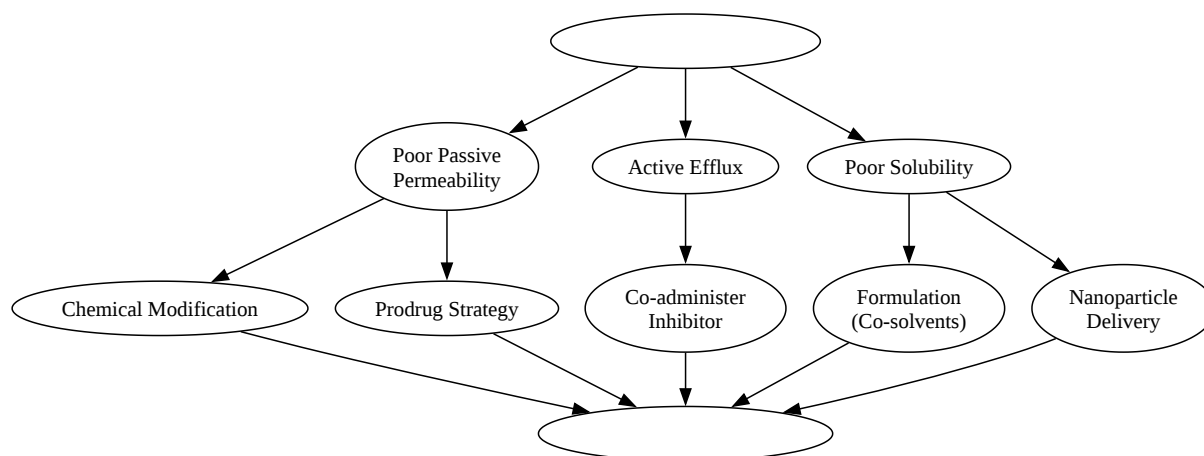 Poor Passive
Permeability
Active Efflux
Poor Solubility
Chemical Modification
Prodrug Strategy
Co-administer
Inhibitor
Formulation
(Co-solvents)
Nanoparticle
Delivery